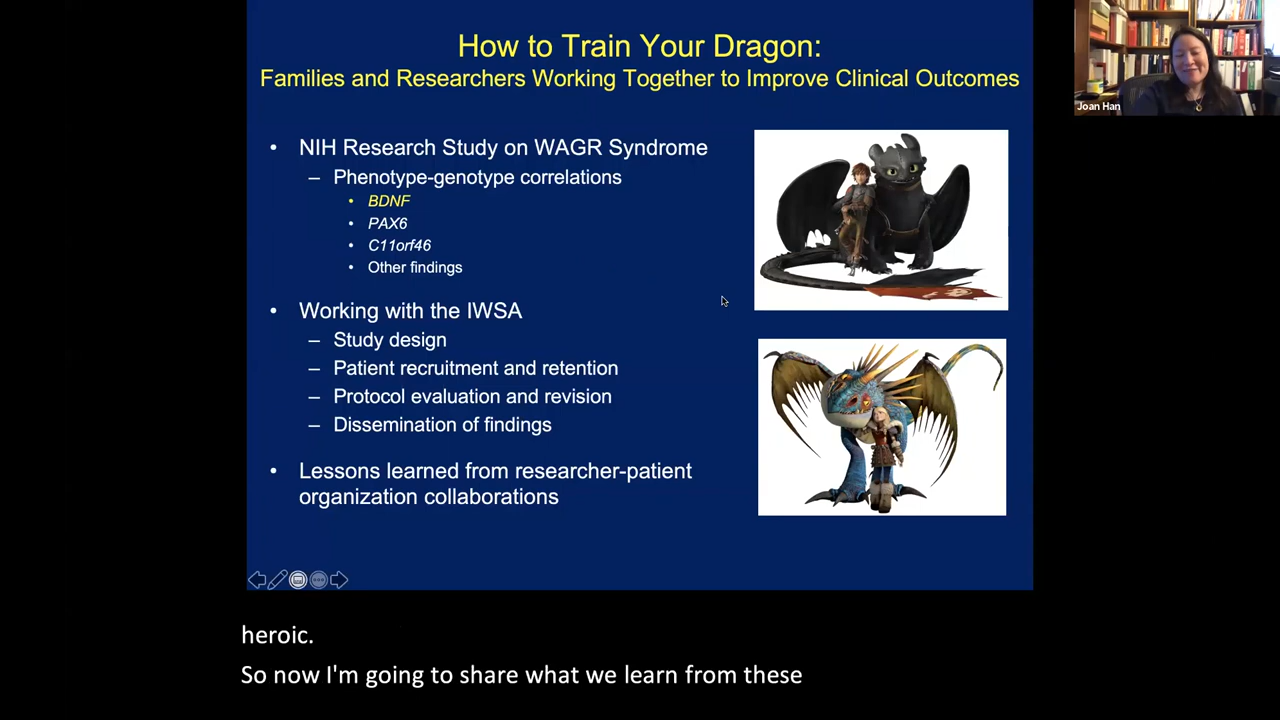 How to Train Your Dragon:
Families and Researchers Working Together to Improve Clinical Outcomes
• NIH Research Study on WAGR Syndrome
– Phenotype-genotype correlations
• BDNF
• PAX6
• C11orf46
• Other findings
• Working with the IWSA
– Study design
– Patient recruitment and retention
– Protocol evaluation and revision
– Dissemination of findings
• Lessons learned from researcher-patient
organization collaborations
Joan Han
heroic.
So now I'm going to share what we learn from these